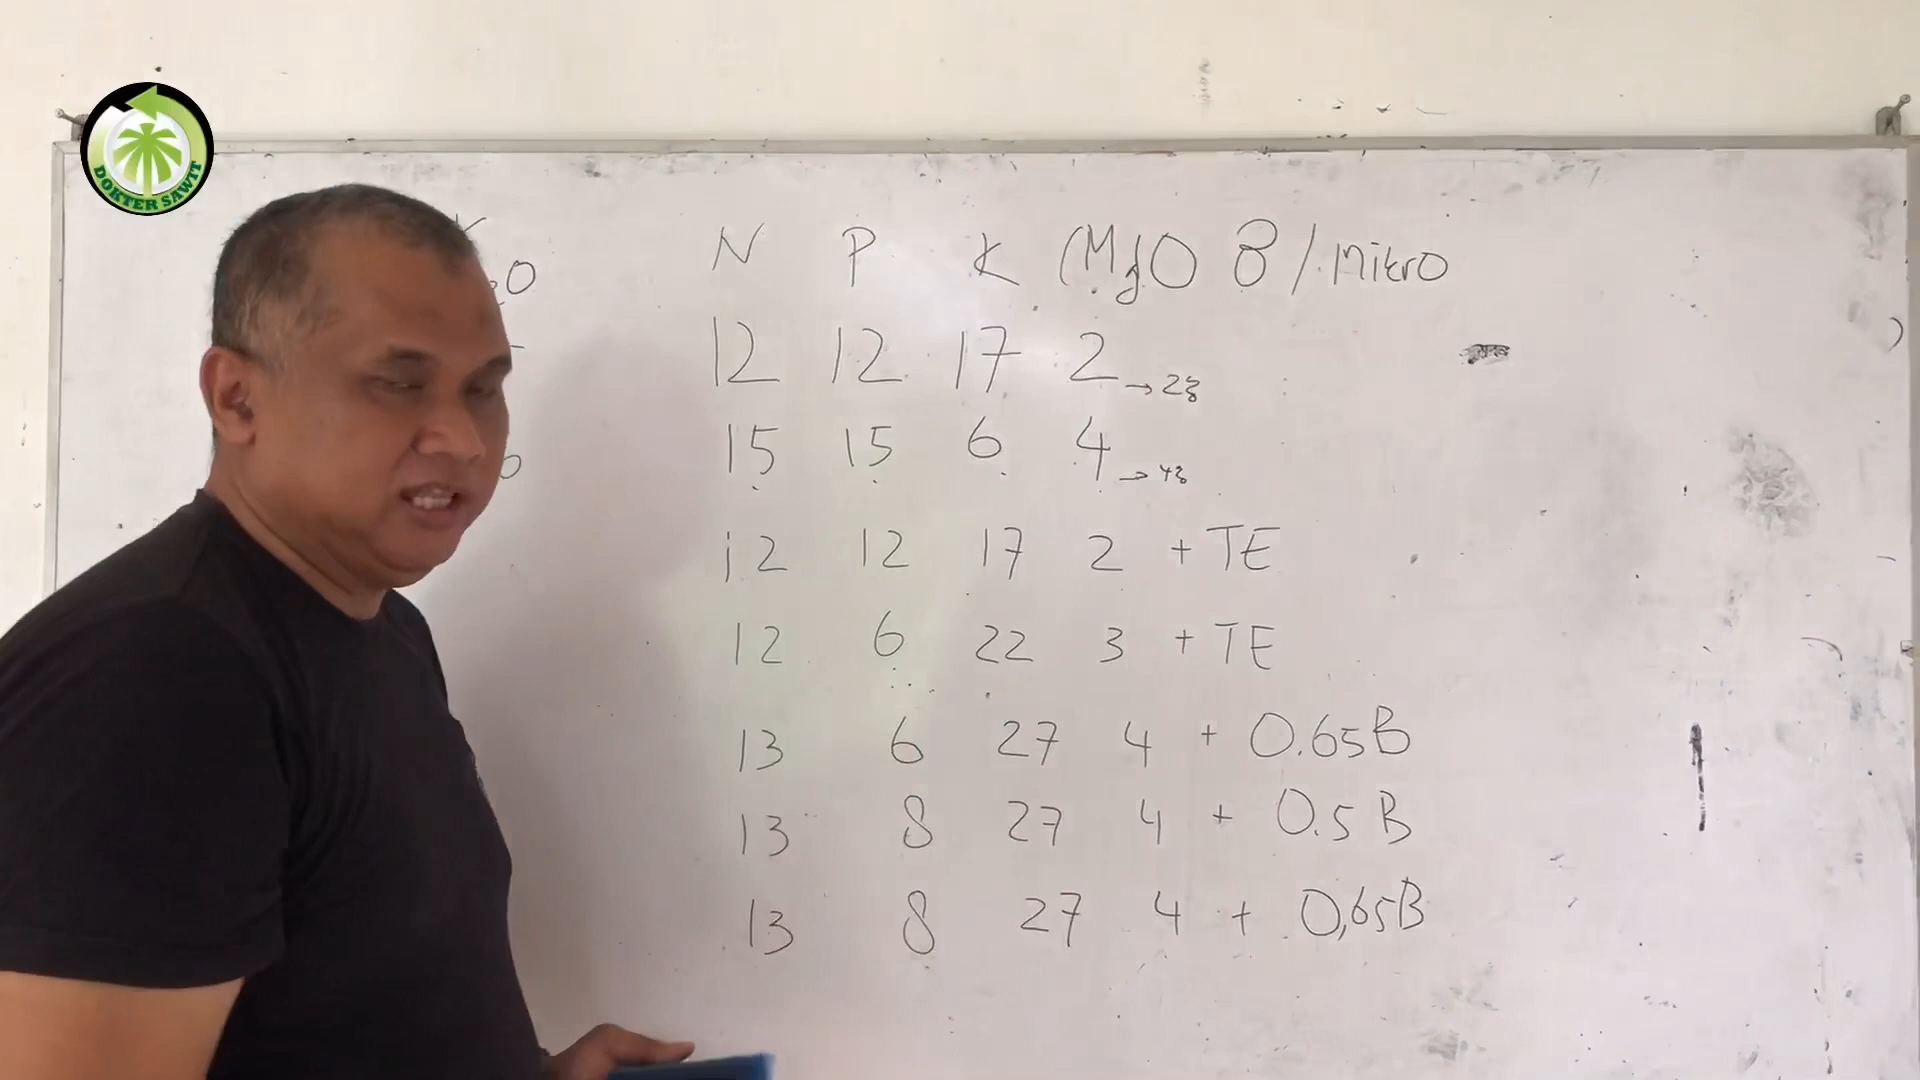 DOKTER SAWIT
N P K (MgO B / mikro
12 12 17 2 → 2%
15 15 6 4 → 4%
12 12 17 2 + TE
12 6 22 3 + TE
13 6 27 4 + 0.65B
13 8 27 4 + 0.5 B
13 8 27 4 + 0,65B